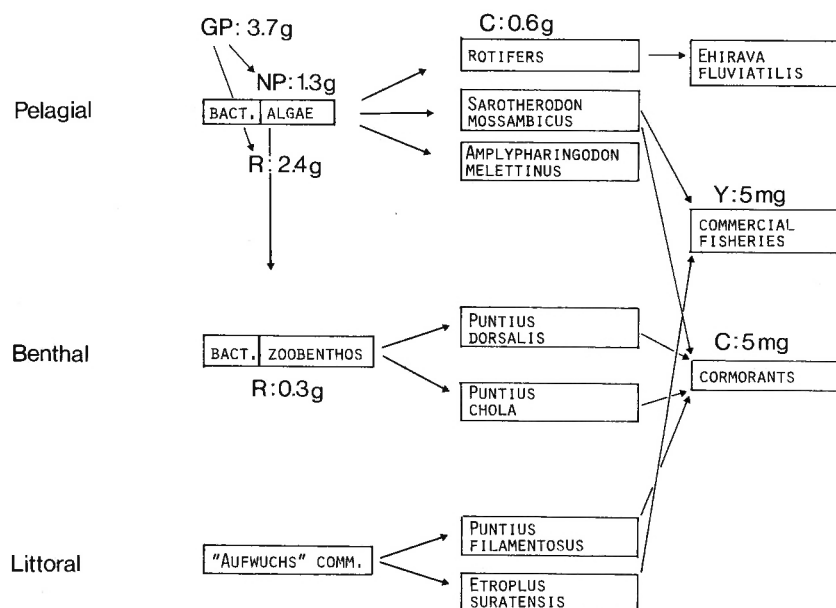 GP: 3.7g
C: 0.6g
ROTIFERS
EHIRAVA
FLUVIATILIS
NP: 1.3g
Pelagial
BACT. ALGAE
SAROTHERODON
MOSSAMBICUS
R: 2.4g
AMPLYPHARINGODON
MELETTINUS
Y: 5mg
COMMERCIAL
FISHERIES
Benthal
BACT. ZOOBENTHOS
R: 0.3g
PUNTIUS
DORSALIS
PUNTIUS
CHOLA
C: 5mg
CORMORANTS
Littoral
"AUFWUCHS" COMM.
PUNTIUS
FILAMENTOSUS
ETROPLUS
SURATENSIS